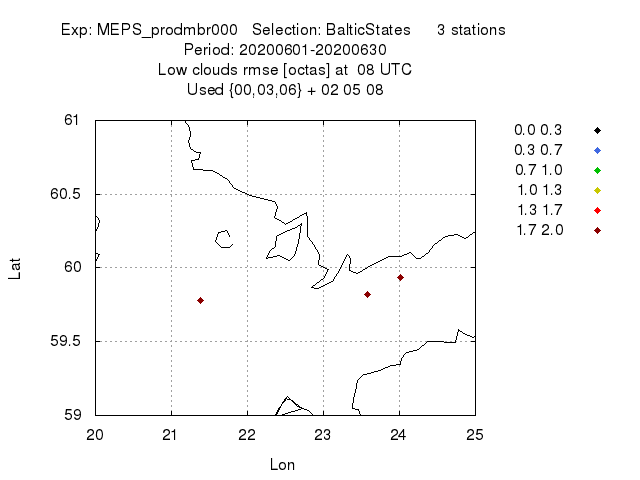 Exp: MEPS_prodmbr000   Selection: BalticStates      3 stations
Period: 20200601-20200630
Low clouds rmse [octas] at  08 UTC
Used {00,03,06} + 02 05 08
61
60.5
60
59.5
59
Lat
20 21 22 23 24 25
Lon
0.0 0.3
0.3 0.7
0.7 1.0
1.0 1.3
1.3 1.7
1.7 2.0